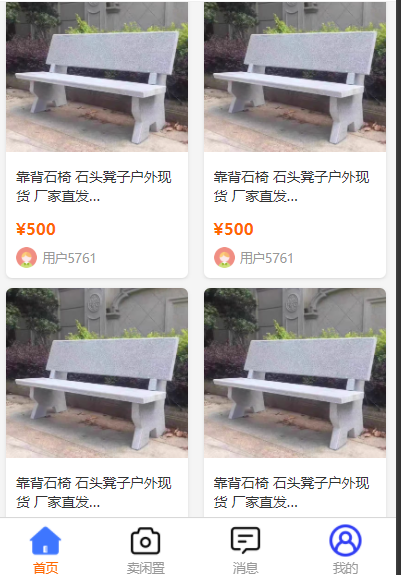 靠背石椅 石头凳子户外现
货 厂家直发...
¥500
用户5761
靠背石椅 石头凳子户外现
货 厂家直发...
¥500
用户5761
靠背石椅 石头凳子户外现
货 厂家直发...
靠背石椅 石头凳子户外现
货 厂家直发...
首页
卖闲置
消息
我的